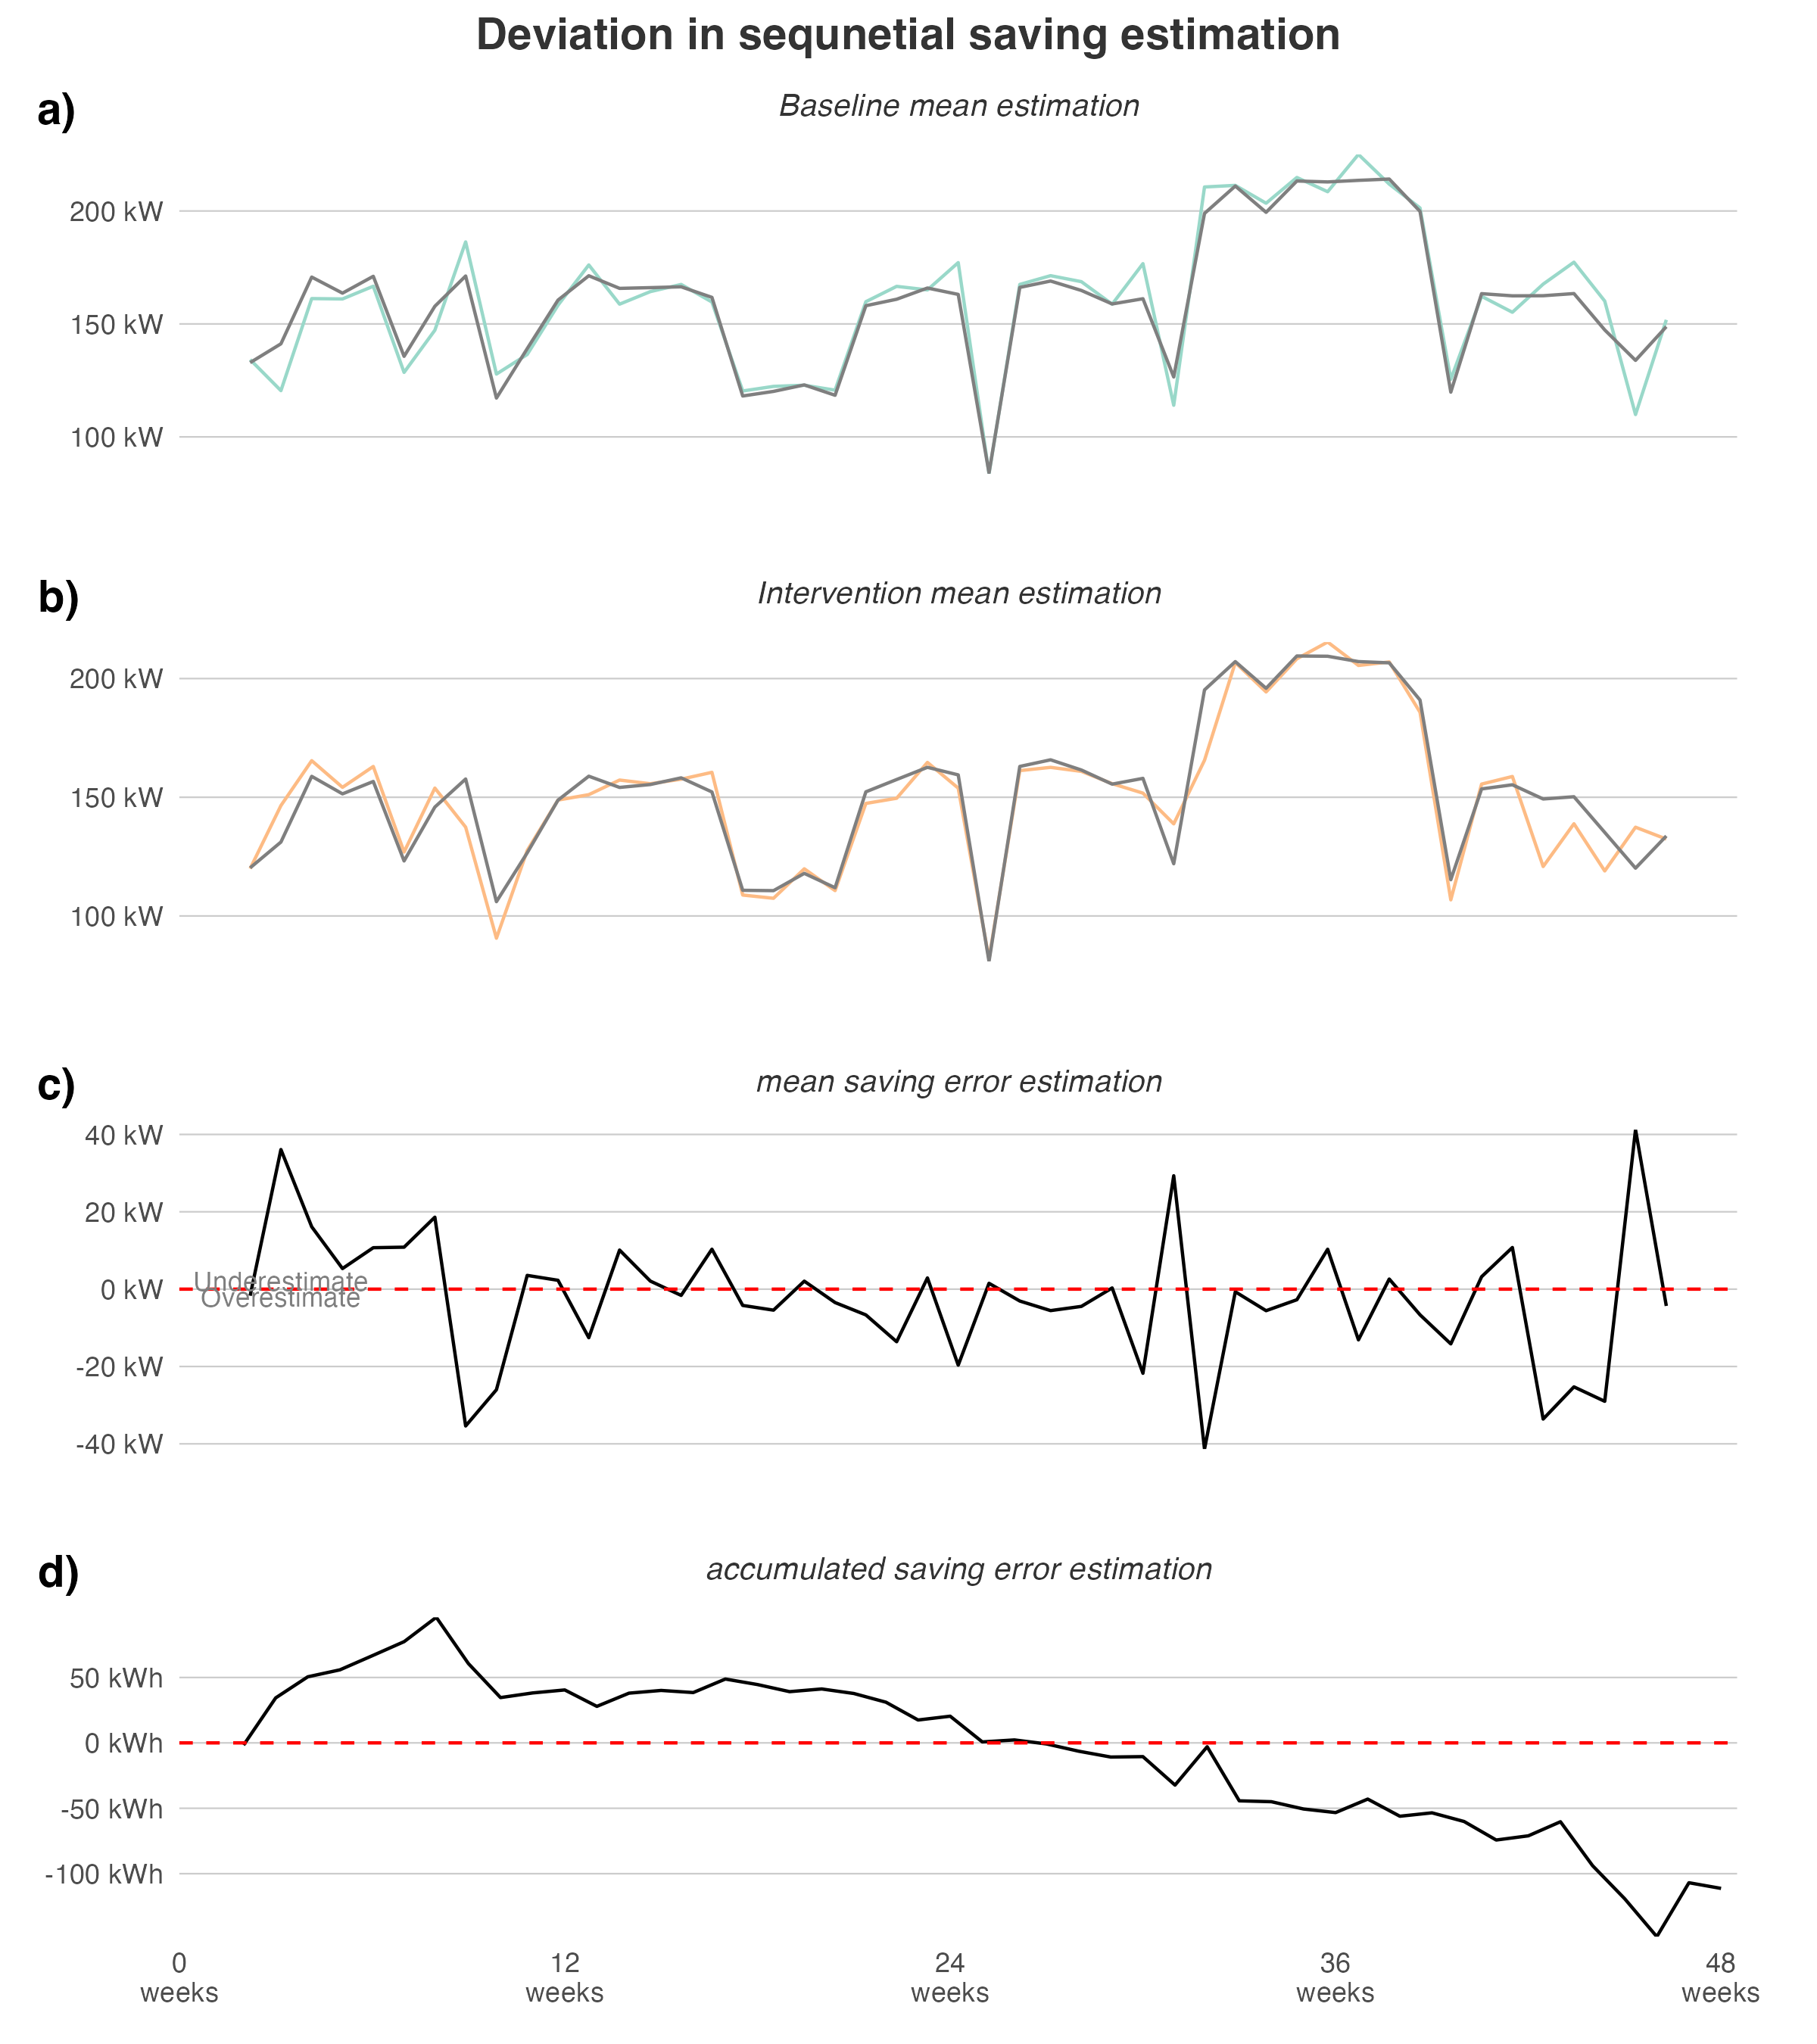 Deviation in sequnetial saving estimation
a)
Baseline mean estimation
200 kW
150 kW
100 kW
b)
Intervention mean estimation
200 kW
150 kW
100 kW
c)
mean saving error estimation
40 kW
20 kW
Underestimate
0 kW
Overestimate
-20 kW
-40 kW
d)
accumulated saving error estimation
50 kWh
0 kWh
-50 kWh
-100 kWh
0 12 24 36 48
weeks weeks weeks weeks weeks